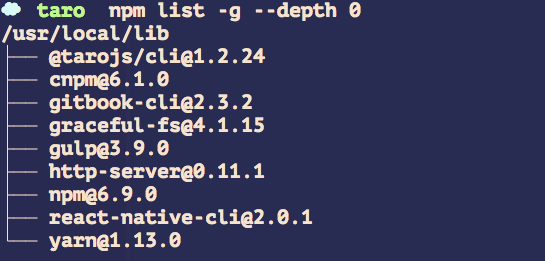 taro npm list -g --depth 0
/usr/local/lib
├── @tarojs/cli@1.2.24
├── cnpm@6.1.0
├── gitbook-cli@2.3.2
├── graceful-fs@4.1.15
├── gulp@3.9.0
├── http-server@0.11.1
├── npm@6.9.0
├── react-native-cli@2.0.1
└── yarn@1.13.0